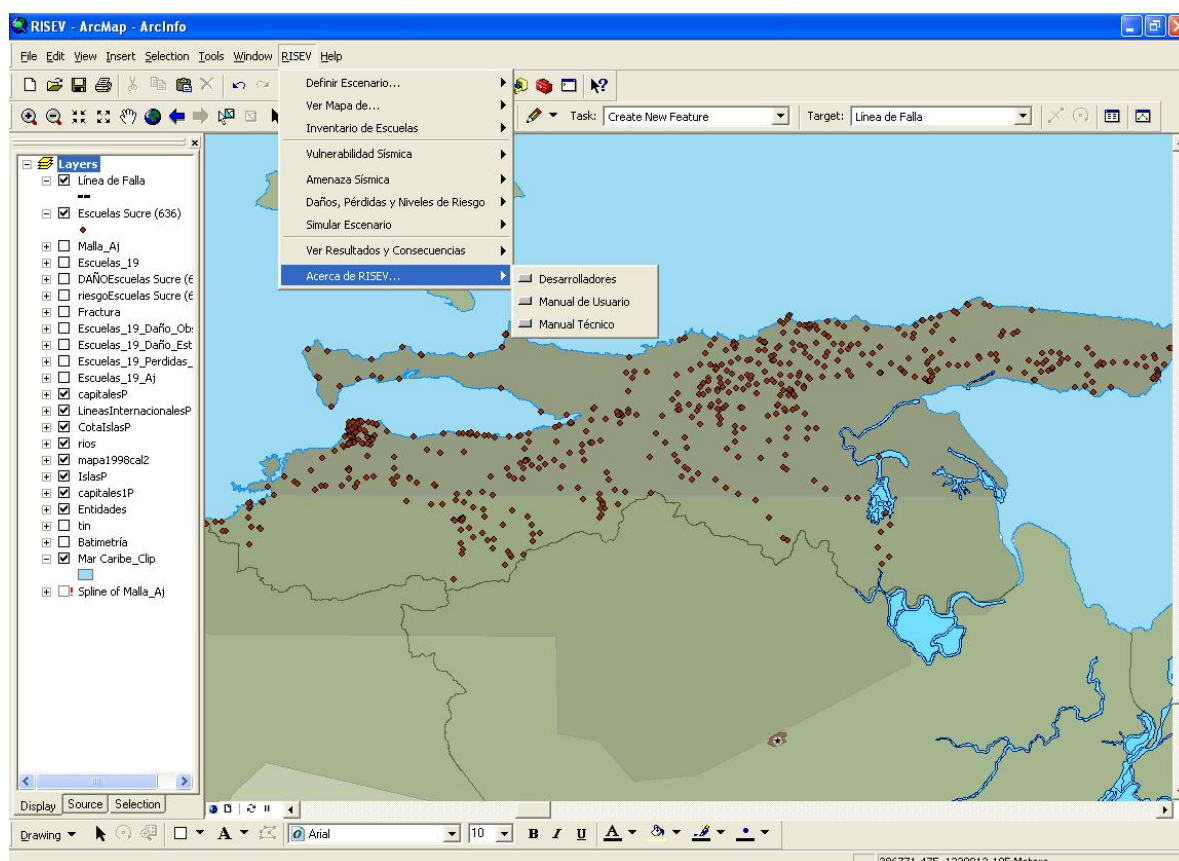 RISEV - ArcMap - ArcInfo
File Edit View Insert Selection Tools Window RISEV Help
Definir Escenario...
Ver Mapa de...
Inventario de Escuelas
Vulnerabilidad Sísmica
Amenaza Sísmica
Daños, Pérdidas y Niveles de Riesgo
Simular Escenario
Ver Resultados y Consecuencias
Acerca de RISEV...
Desarrolladores
Manual de Usuario
Manual Técnico
Task: Create New Feature
Target: Línea de Falla
Layers
Línea de Falla
Escuelas Sucre (636)
Malla_Aj
Escuelas_19
DAÑOEscuelas Sucre (6
riesgoEscuelas Sucre (6
Fractura
Escuelas_19_Daño_Ob
Escuelas_19_Daño_Est
Escuelas_19_Perdidas_
Escuelas_19_Aj
capitalesP
LineasInternacionalesP
CotaIslasP
rios
mapa1998cal2
IslasP
capitales1P
Entidades
tin
Batimetría
Mar Caribe_Clip
Spline of Malla_Aj
Display Source Selection
Drawing A Arial 10 B I U A